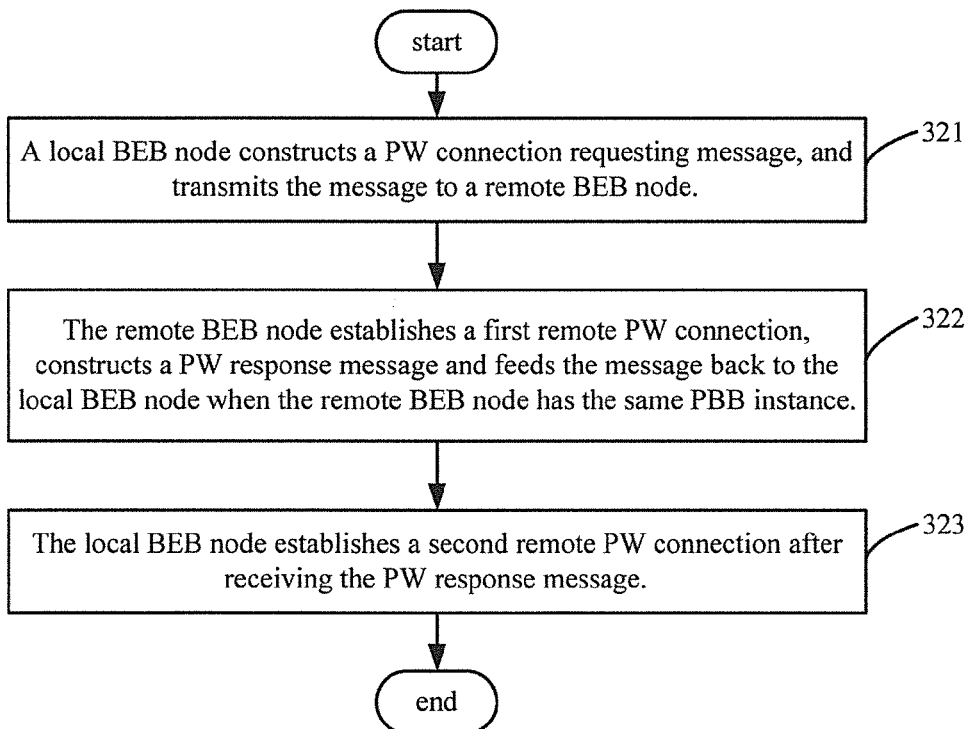 start
A local BEB node constructs a PW connection requesting message, and
transmits the message to a remote BEB node.
321
The remote BEB node establishes a first remote PW connection,
constructs a PW response message and feeds the message back to the
local BEB node when the remote BEB node has the same PBB instance.
322
The local BEB node establishes a second remote PW connection after
receiving the PW response message.
323
end